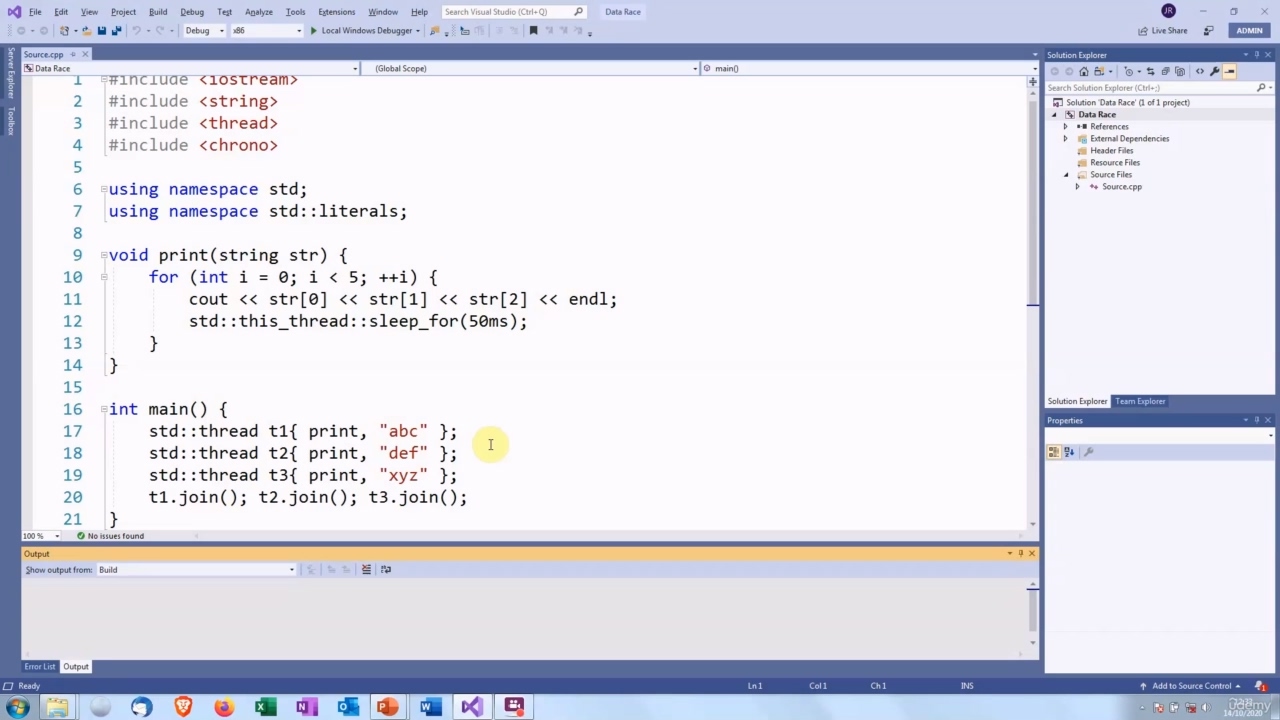 File Edit View Project Build Debug Test Analyze Tools Extensions Window Help Search Visual Studio (Ctrl+Q) Data Race JR
Debug x86 Local Windows Debugger Live Share ADMIN
Server Explorer
Toolbox
Source.cpp
Data Race (Global Scope) main()
1 #include <iostream>
2 #include <string>
3 #include <thread>
4 #include <chrono>
5
6 using namespace std;
7 using namespace std::literals;
8
9 void print(string str) {
10 for (int i = 0; i < 5; ++i) {
11 cout << str[0] << str[1] << str[2] << endl;
12 std::this_thread::sleep_for(50ms);
13 }
14 }
15
16 int main() {
17 std::thread t1{ print, "abc" };
18 std::thread t2{ print, "def" };
19 std::thread t3{ print, "xyz" };
20 t1.join(); t2.join(); t3.join();
21 }
100 % No issues found
Output
Show output from: Build
Error List Output
Solution Explorer
Search Solution Explorer (Ctrl+;)
Solution 'Data Race' (1 of 1 project)
Data Race
References
External Dependencies
Header Files
Resource Files
Source Files
Source.cpp
Solution Explorer Team Explorer
Properties
Ready Ln 1 Col 1 Ch 1 INS Add to Source Control 1
udemy
14/10/2020